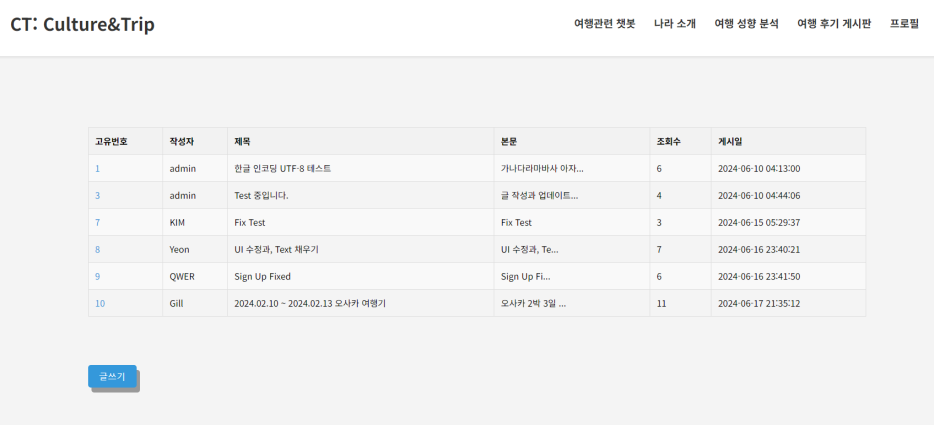 CT: Culture&Trip
여행관련 챗봇 나라 소개 여행 성향 분석 여행 후기 게시판 프로필
고유번호 작성자 제목 본문 조회수 게시일
1 admin 한글 인코딩 UTF-8 테스트 가나다라마바사 아자... 6 2024-06-10 04:13:00
3 admin Test 중입니다. 글 작성과 업데이트... 4 2024-06-10 04:44:06
7 KIM Fix Test Fix Test 3 2024-06-15 05:29:37
8 Yeon UI 수정과, Text 채우기 UI 수정과, Te... 7 2024-06-16 23:40:21
9 QWER Sign Up Fixed Sign Up Fi... 6 2024-06-16 23:41:50
10 Gill 2024.02.10 ~ 2024.02.13 오사카 여행기 오사카 2박 3일 ... 11 2024-06-17 21:35:12
글쓰기